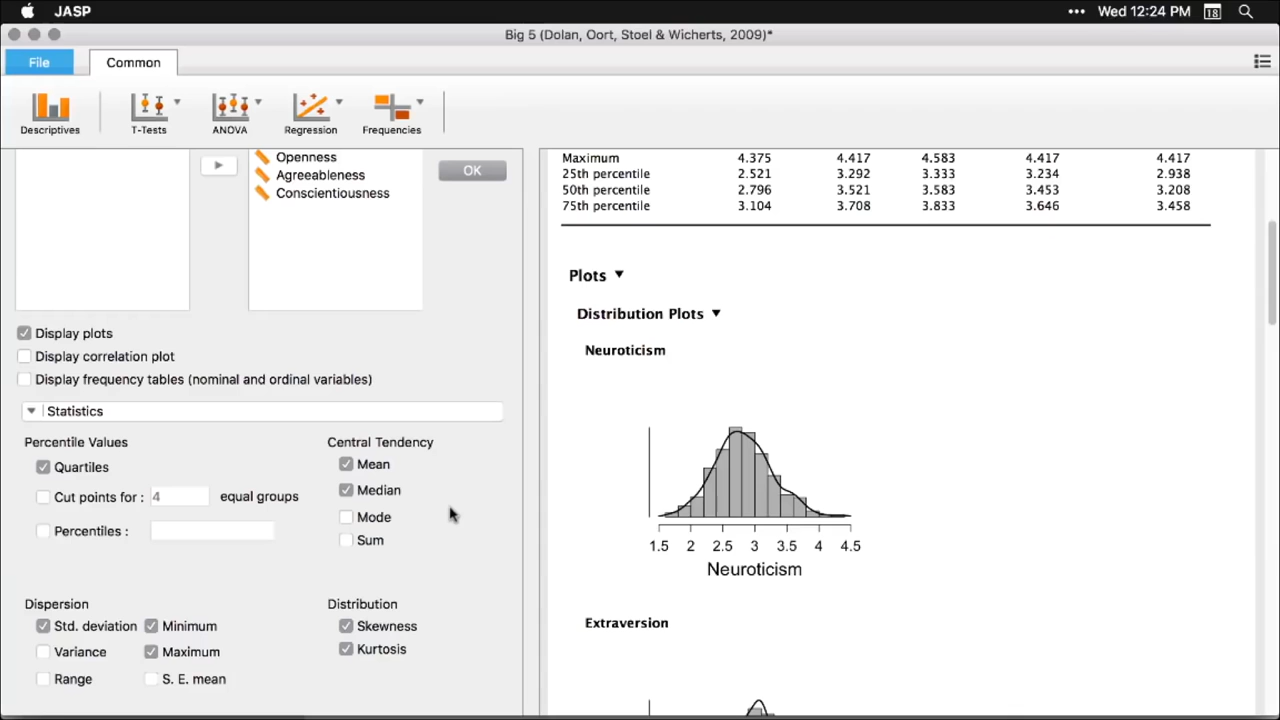 JASP ••• Wed 12:24 PM 18
Big 5 (Dolan, Oort, Stoel & Wicherts, 2009)*
File Common
Descriptives T-Tests ANOVA Regression Frequencies
Openness
Agreeableness
Conscientiousness
OK
Display plots
Display correlation plot
Display frequency tables (nominal and ordinal variables)
Statistics
Percentile Values
Quartiles
Cut points for : 4 equal groups
Percentiles :
Central Tendency
Mean
Median
Mode
Sum
Dispersion
Std. deviation Minimum
Variance Maximum
Range S. E. mean
Distribution
Skewness
Kurtosis
Maximum 4.375 4.417 4.583 4.417 4.417
25th percentile 2.521 3.292 3.333 3.234 2.938
50th percentile 2.796 3.521 3.583 3.453 3.208
75th percentile 3.104 3.708 3.833 3.646 3.458
Plots
Distribution Plots
Neuroticism
1.5 2 2.5 3 3.5 4 4.5
Neuroticism
Extraversion